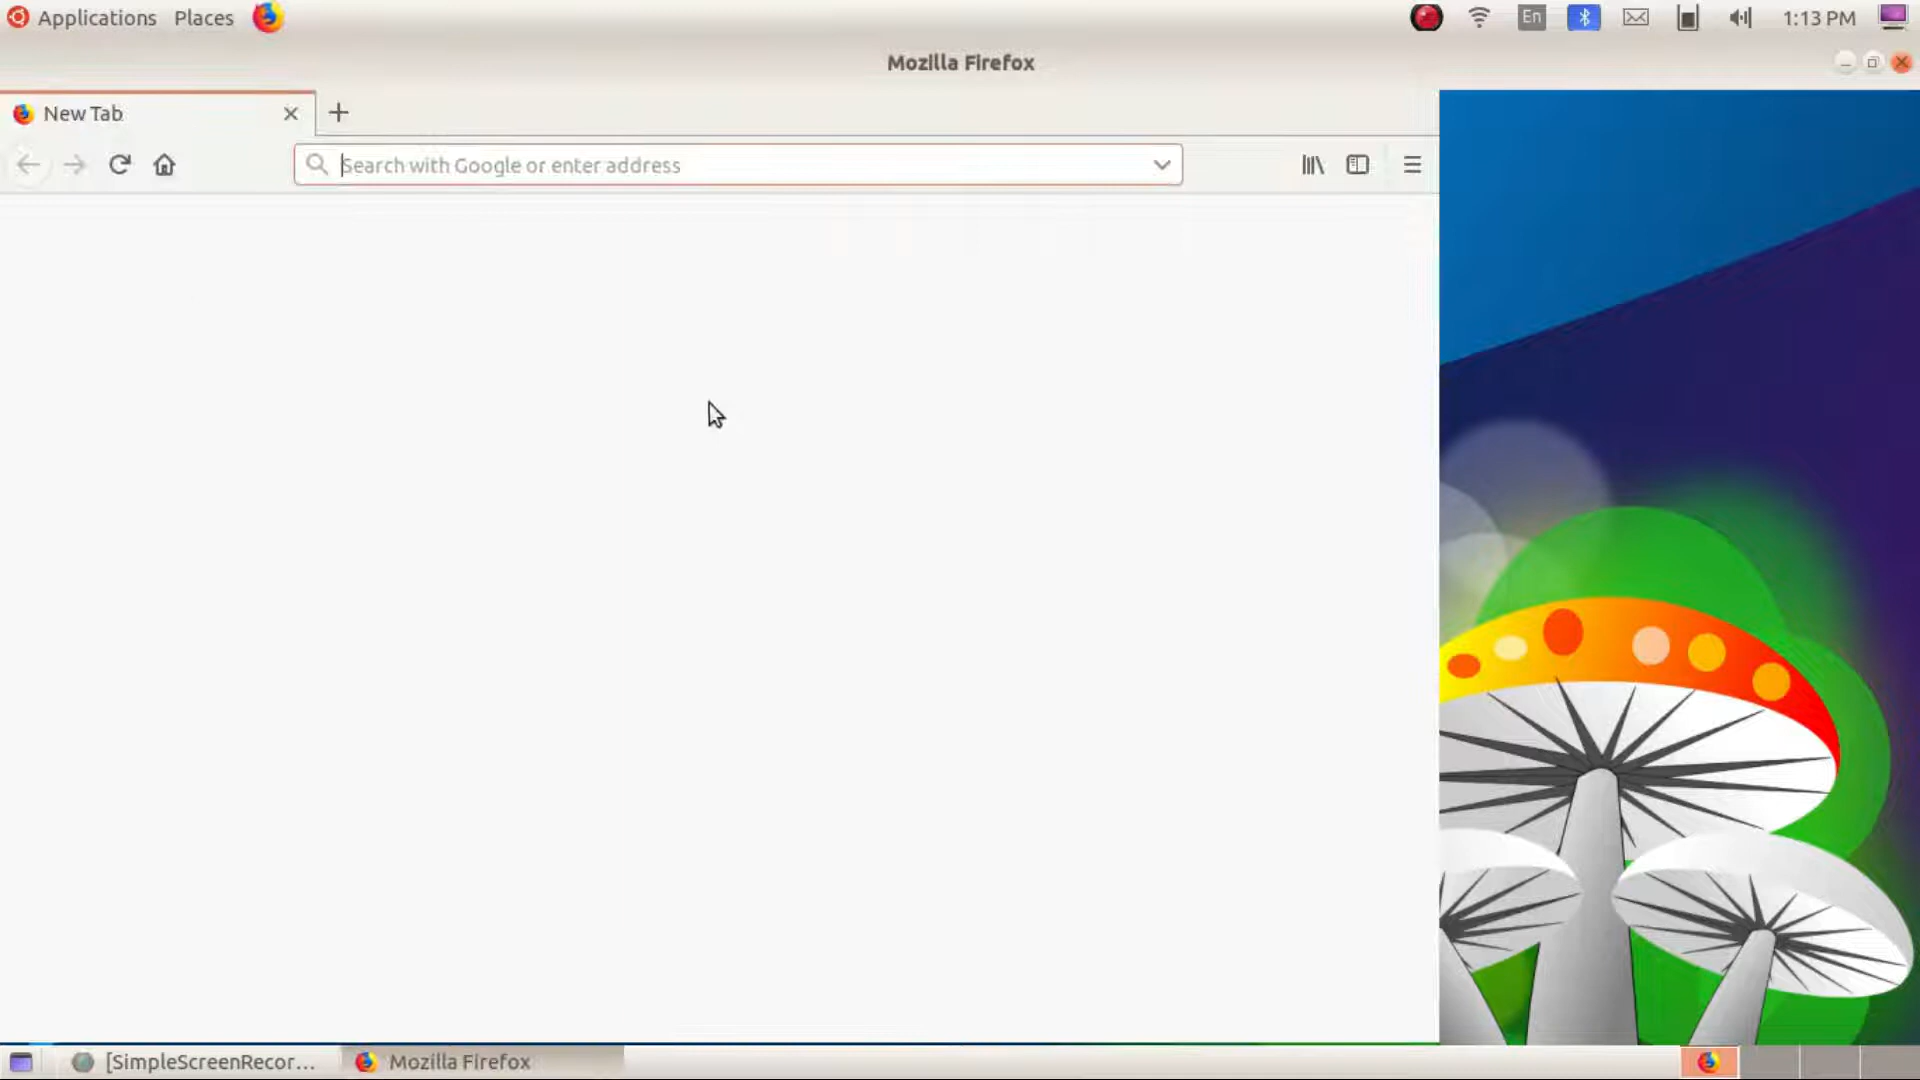 Applications Places En 1:13 PM
Mozilla Firefox
New Tab
Search with Google or enter address
[SimpleScreenRecor... Mozilla Firefox